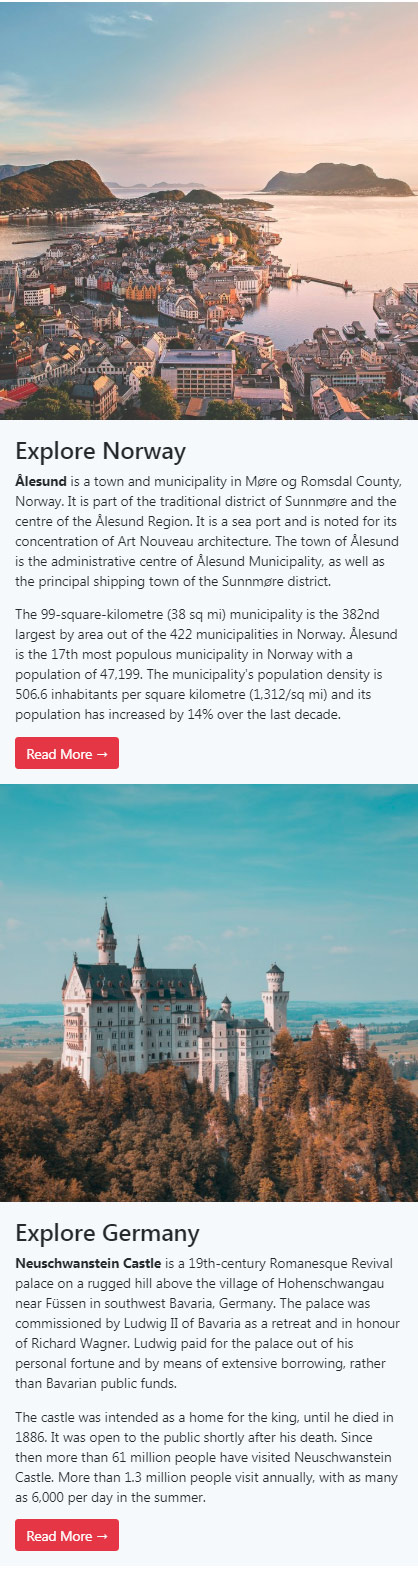 Explore Norway
Ålesund is a town and municipality in Møre og Romsdal County,
Norway. It is part of the traditional district of Sunnmøre and the
centre of the Ålesund Region. It is a sea port and is noted for its
concentration of Art Nouveau architecture. The town of Ålesund
is the administrative centre of Ålesund Municipality, as well as
the principal shipping town of the Sunnmøre district.
The 99-square-kilometre (38 sq mi) municipality is the 382nd
largest by area out of the 422 municipalities in Norway. Ålesund
is the 17th most populous municipality in Norway with a
population of 47,199. The municipality's population density is
506.6 inhabitants per square kilometre (1,312/sq mi) and its
population has increased by 14% over the last decade.
Read More →
Explore Germany
Neuschwanstein Castle is a 19th-century Romanesque Revival
palace on a rugged hill above the village of Hohenschwangau
near Füssen in southwest Bavaria, Germany. The palace was
commissioned by Ludwig II of Bavaria as a retreat and in honour
of Richard Wagner. Ludwig paid for the palace out of his
personal fortune and by means of extensive borrowing, rather
than Bavarian public funds.
The castle was intended as a home for the king, until he died in
1886. It was open to the public shortly after his death. Since
then more than 61 million people have visited Neuschwanstein
Castle. More than 1.3 million people visit annually, with as many
as 6,000 per day in the summer.
Read More →